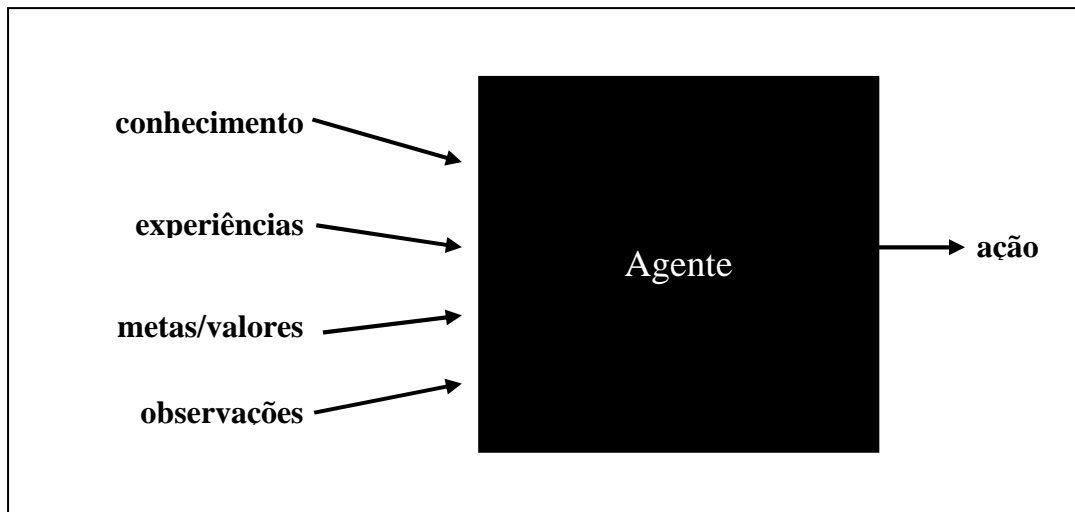 conhecimento
experiências
metas/valores
observações
Agente
ação